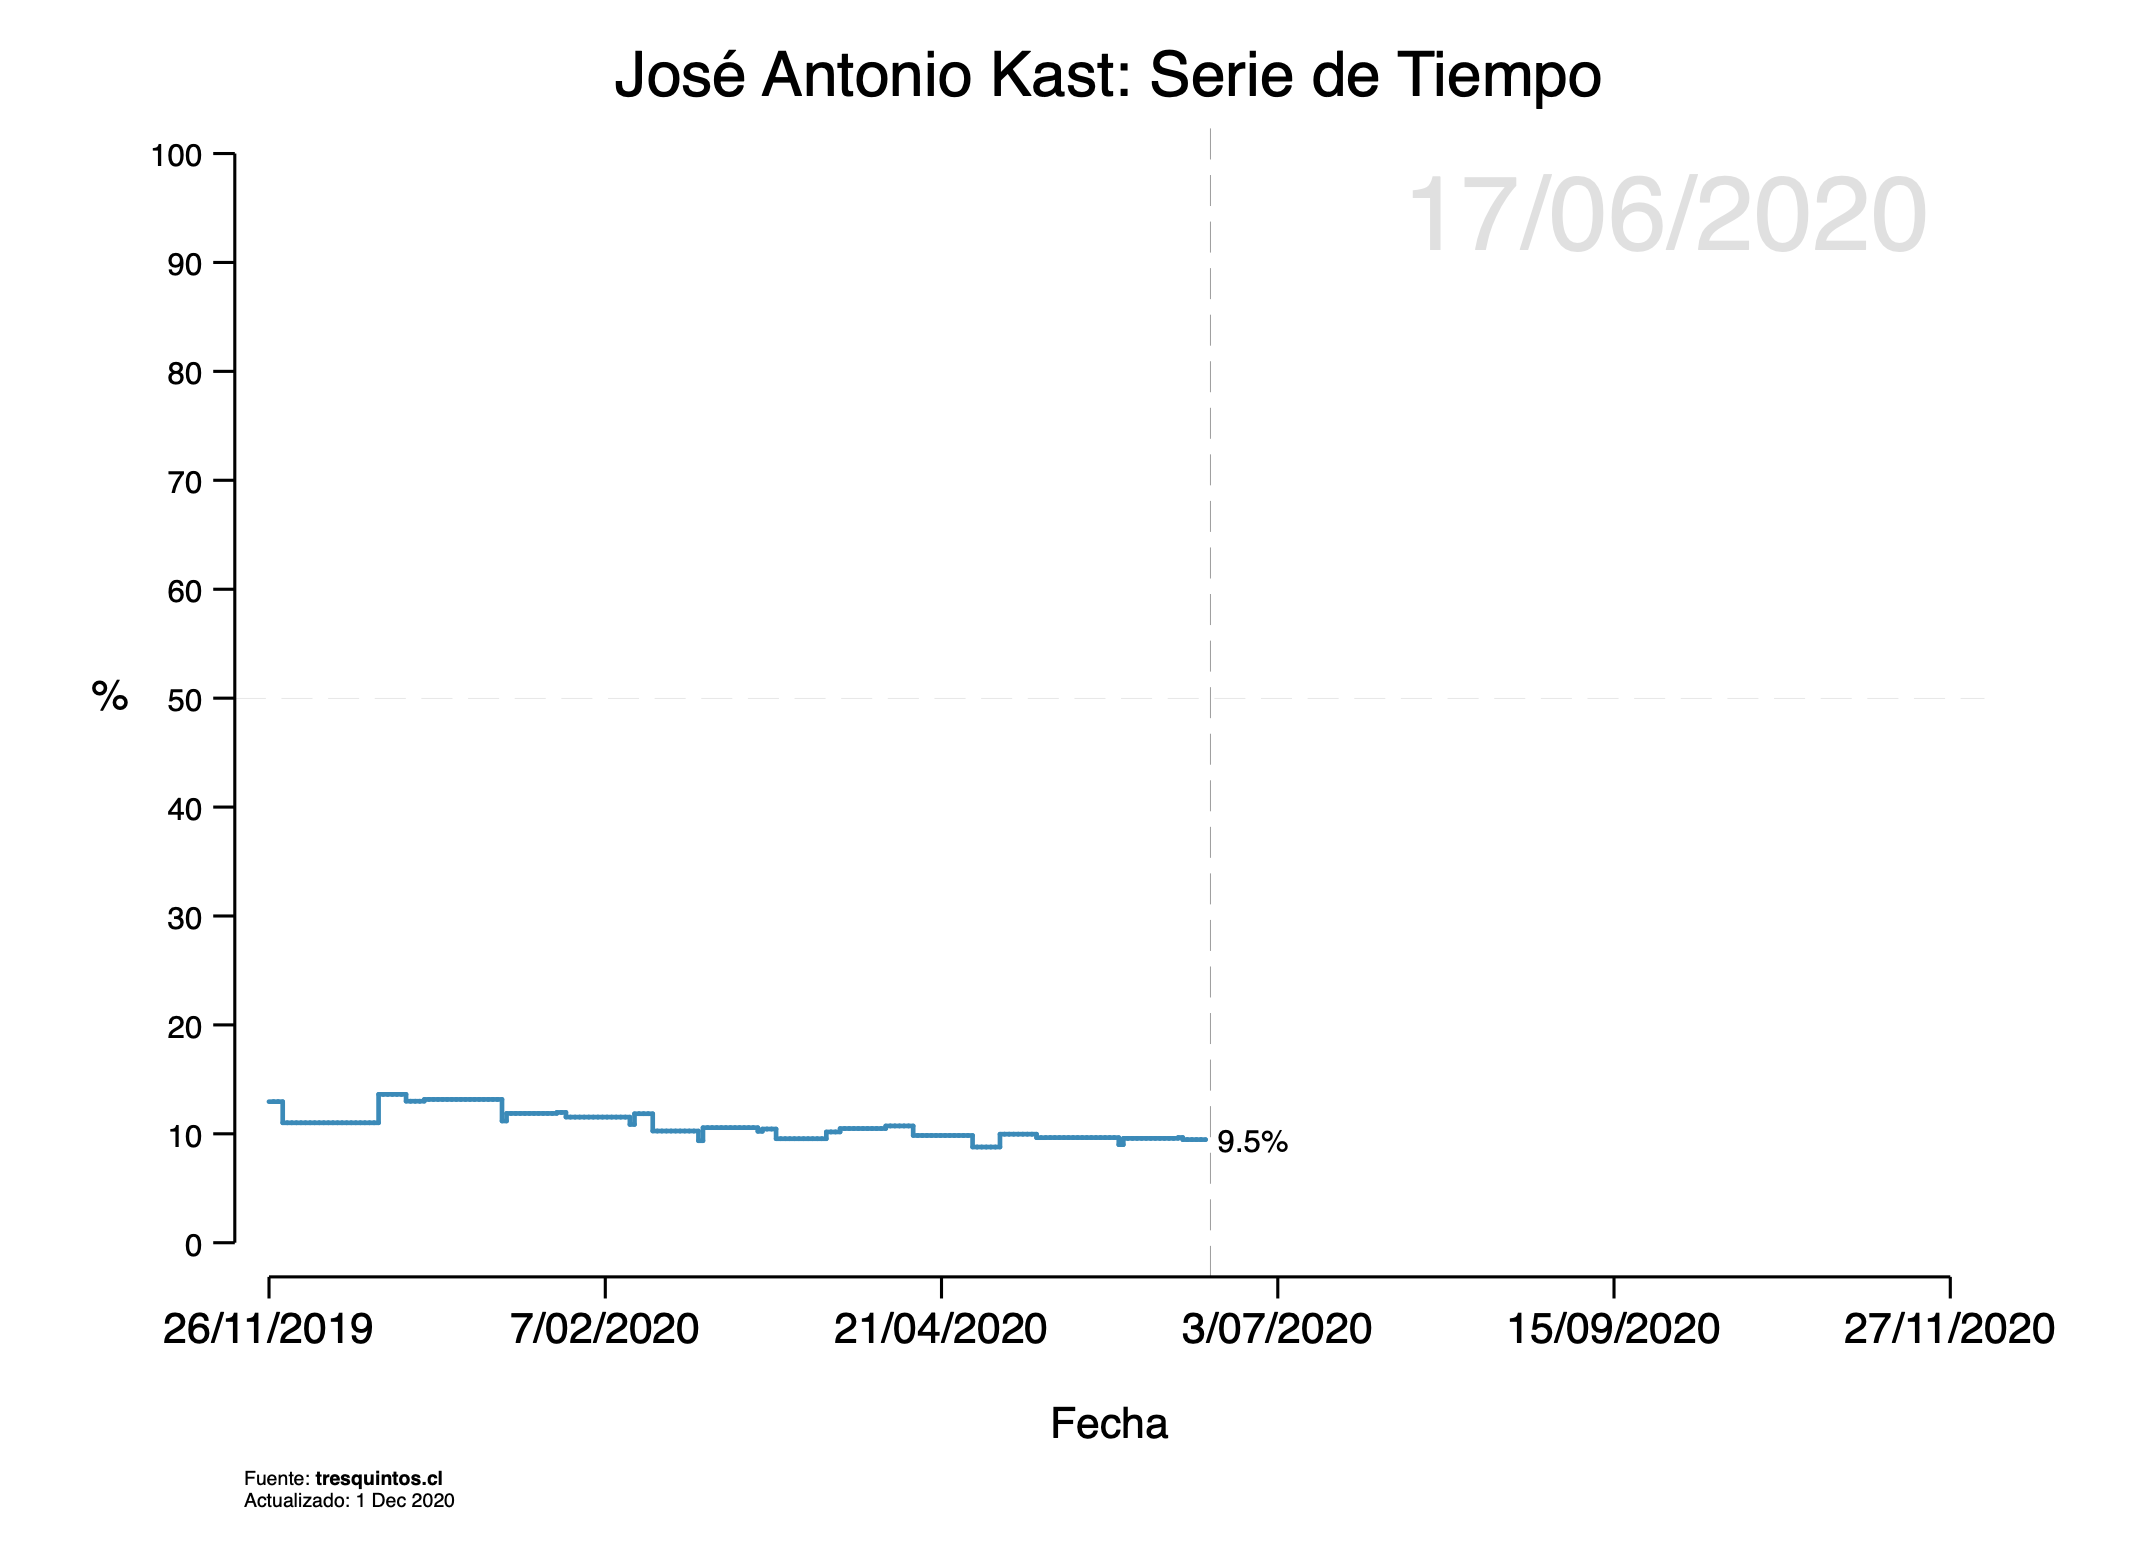 José Antonio Kast: Serie de Tiempo
17/06/2020
100
90
80
70
60
50
40
30
20
10
0
%
9.5%
26/11/2019 7/02/2020 21/04/2020 3/07/2020 15/09/2020 27/11/2020
Fecha
Fuente: tresquintos.cl
Actualizado: 1 Dec 2020